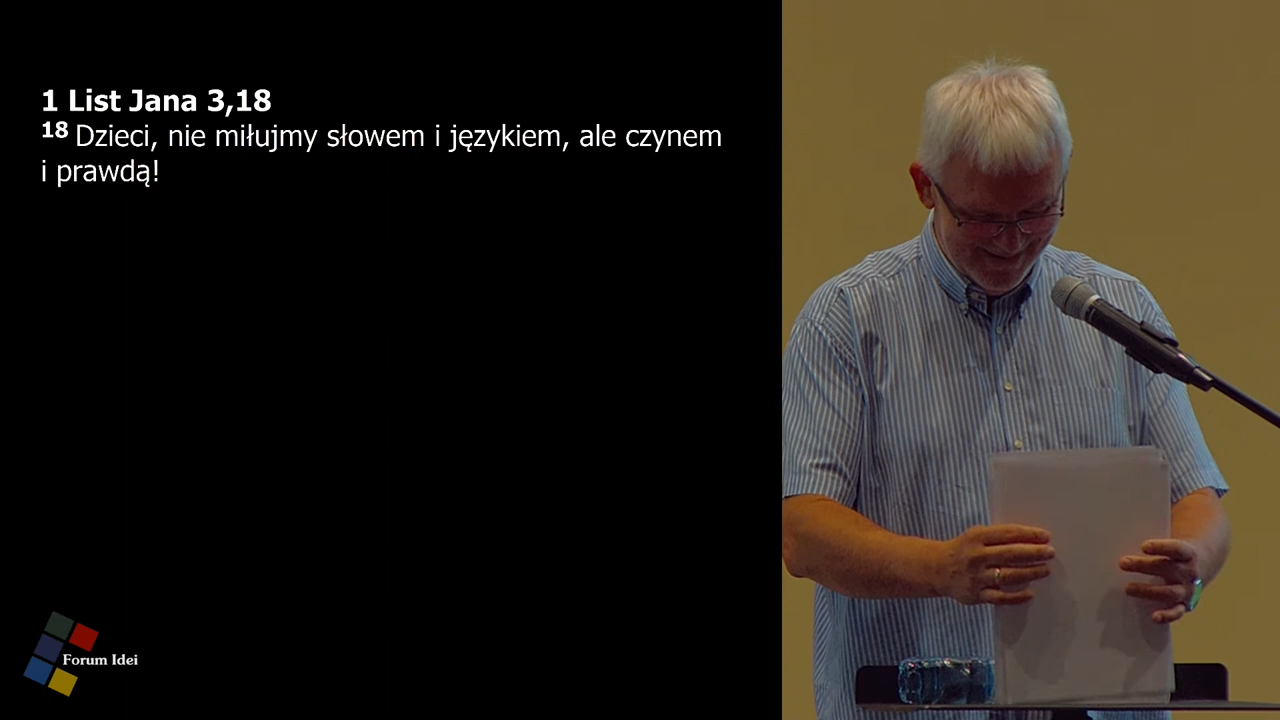 1 List Jana 3,18
18 Dzieci, nie miłujmy słowem i językiem, ale czynem
i prawdą!
Forum Idei